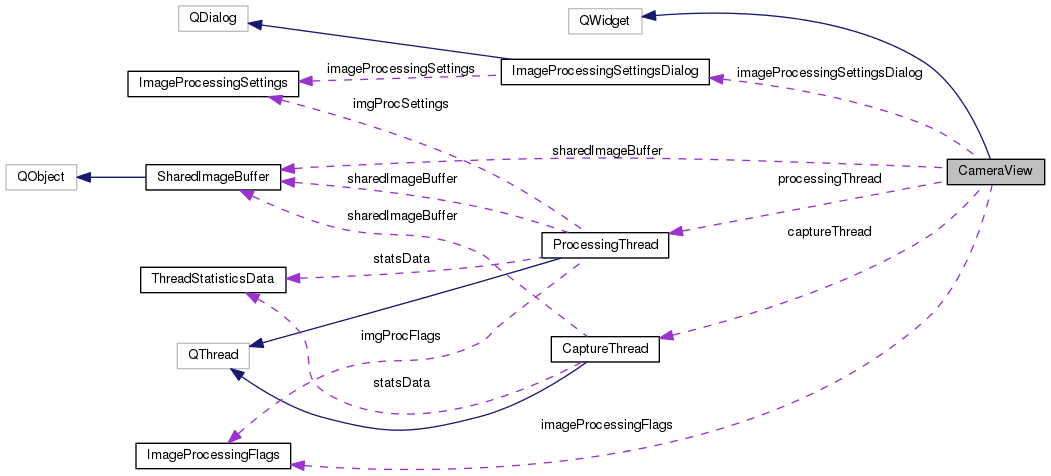 QDialog
QWidget
imageProcessingSettings
ImageProcessingSettingsDialog
imageProcessingSettingsDialog
ImageProcessingSettings
imgProcSettings
sharedImageBuffer
QObject
SharedImageBuffer
sharedImageBuffer
processingThread
CameraView
sharedImageBuffer
captureThread
ProcessingThread
statsData
ThreadStatisticsData
imgProcFlags
CaptureThread
QThread
statsData
imageProcessingFlags
ImageProcessingFlags